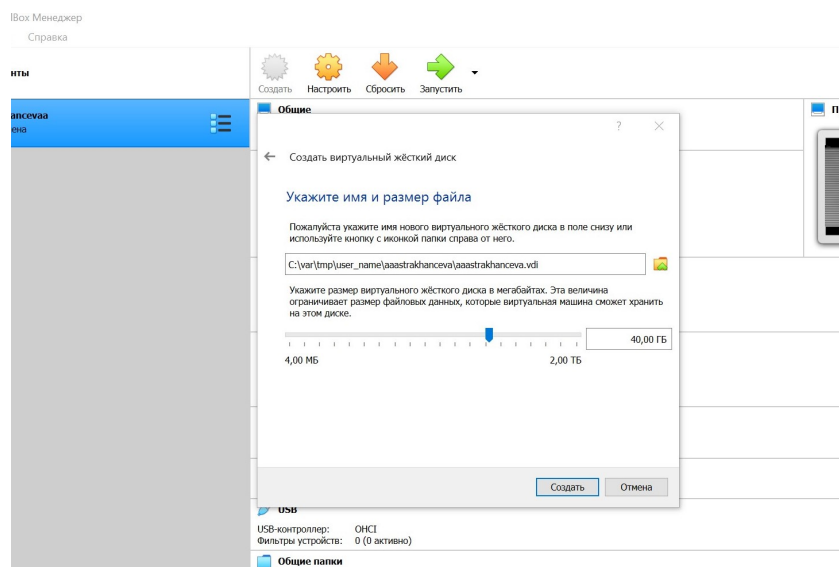 lBox Менеджер
Справка
нты
Создать Настроить Сбросить Запустить
ancevaa
ена
Общие
П
? ×
Создать виртуальный жёсткий диск
Укажите имя и размер файла
Пожалуйста укажите имя нового виртуального жёсткого диска в поле снизу или
используйте кнопку с иконкой папки справа от него.
C:\var\tmp\user_name\aaastrakhanceva\aaastrakhanceva.vdi
Укажите размер виртуального жёсткого диска в мегабайтах. Эта величина
ограничивает размер файловых данных, которые виртуальная машина сможет хранить
на этом диске.
40,00 ГБ
4,00 МБ 2,00 ТБ
Создать Отмена
USB
USB-контроллер: OHCI
Фильтры устройств: 0 (0 активно)
Общие папки